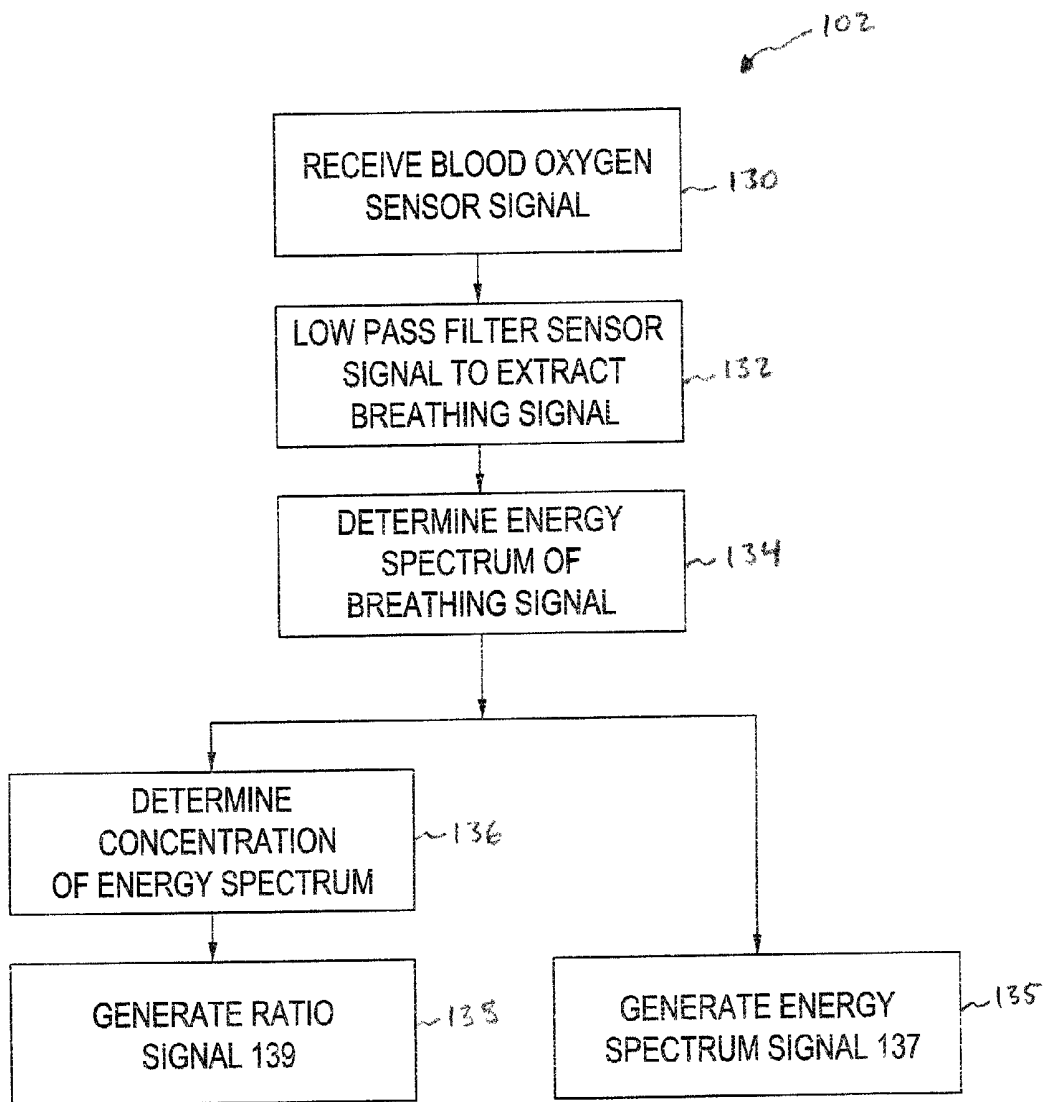 102
RECEIVE BLOOD OXYGEN
SENSOR SIGNAL
130
LOW PASS FILTER SENSOR
SIGNAL TO EXTRACT
BREATHING SIGNAL
132
DETERMINE ENERGY
SPECTRUM OF
BREATHING SIGNAL
134
DETERMINE
CONCENTRATION
OF ENERGY SPECTRUM
136
GENERATE RATIO
SIGNAL 139
138
GENERATE ENERGY
SPECTRUM SIGNAL 137
135